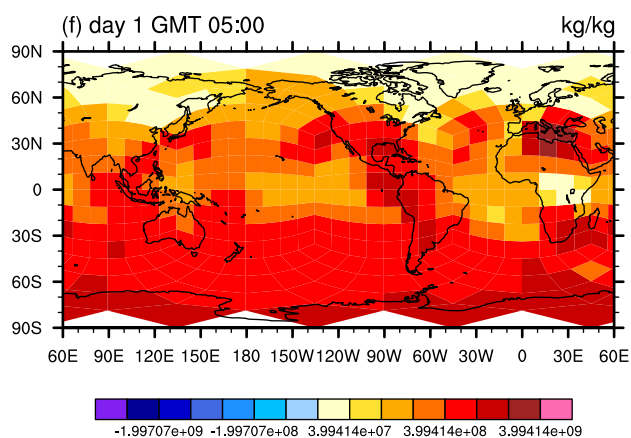 (f) day 1 GMT 05:00 kg/kg
90N
60N
30N
0
30S
60S
90S
60E 90E 120E 150E 180 150W 120W 90W 60W 30W 0 30E 60E
-1.99707e+09 -1.99707e+08 3.99414e+07 3.99414e+08 3.99414e+09